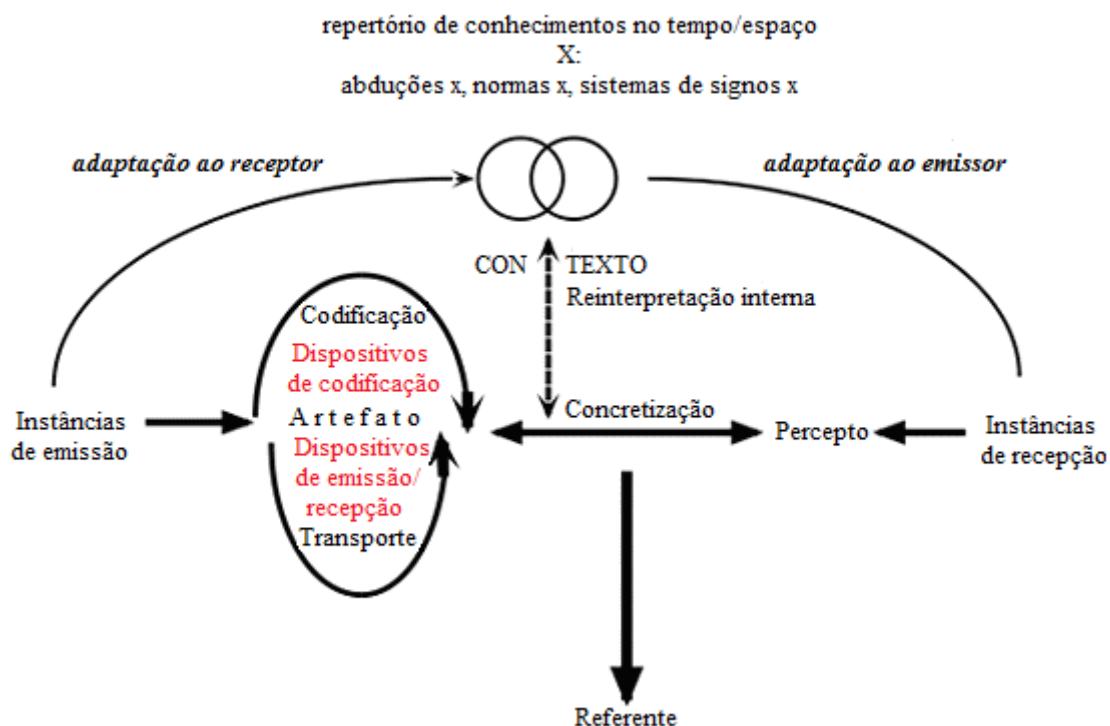 repertório de conhecimentos no tempo/espaço
X:
abduções x, normas x, sistemas de signos x
adaptação ao receptor
adaptação ao emissor
CON TEXTO
Reinterpretação interna
Codificação
Dispositivos
de codificação
Artefato
Dispositivos
de emissão/
recepção
Transporte
Instâncias
de emissão
Concretização
Percepto
Instâncias
de recepção
Referente